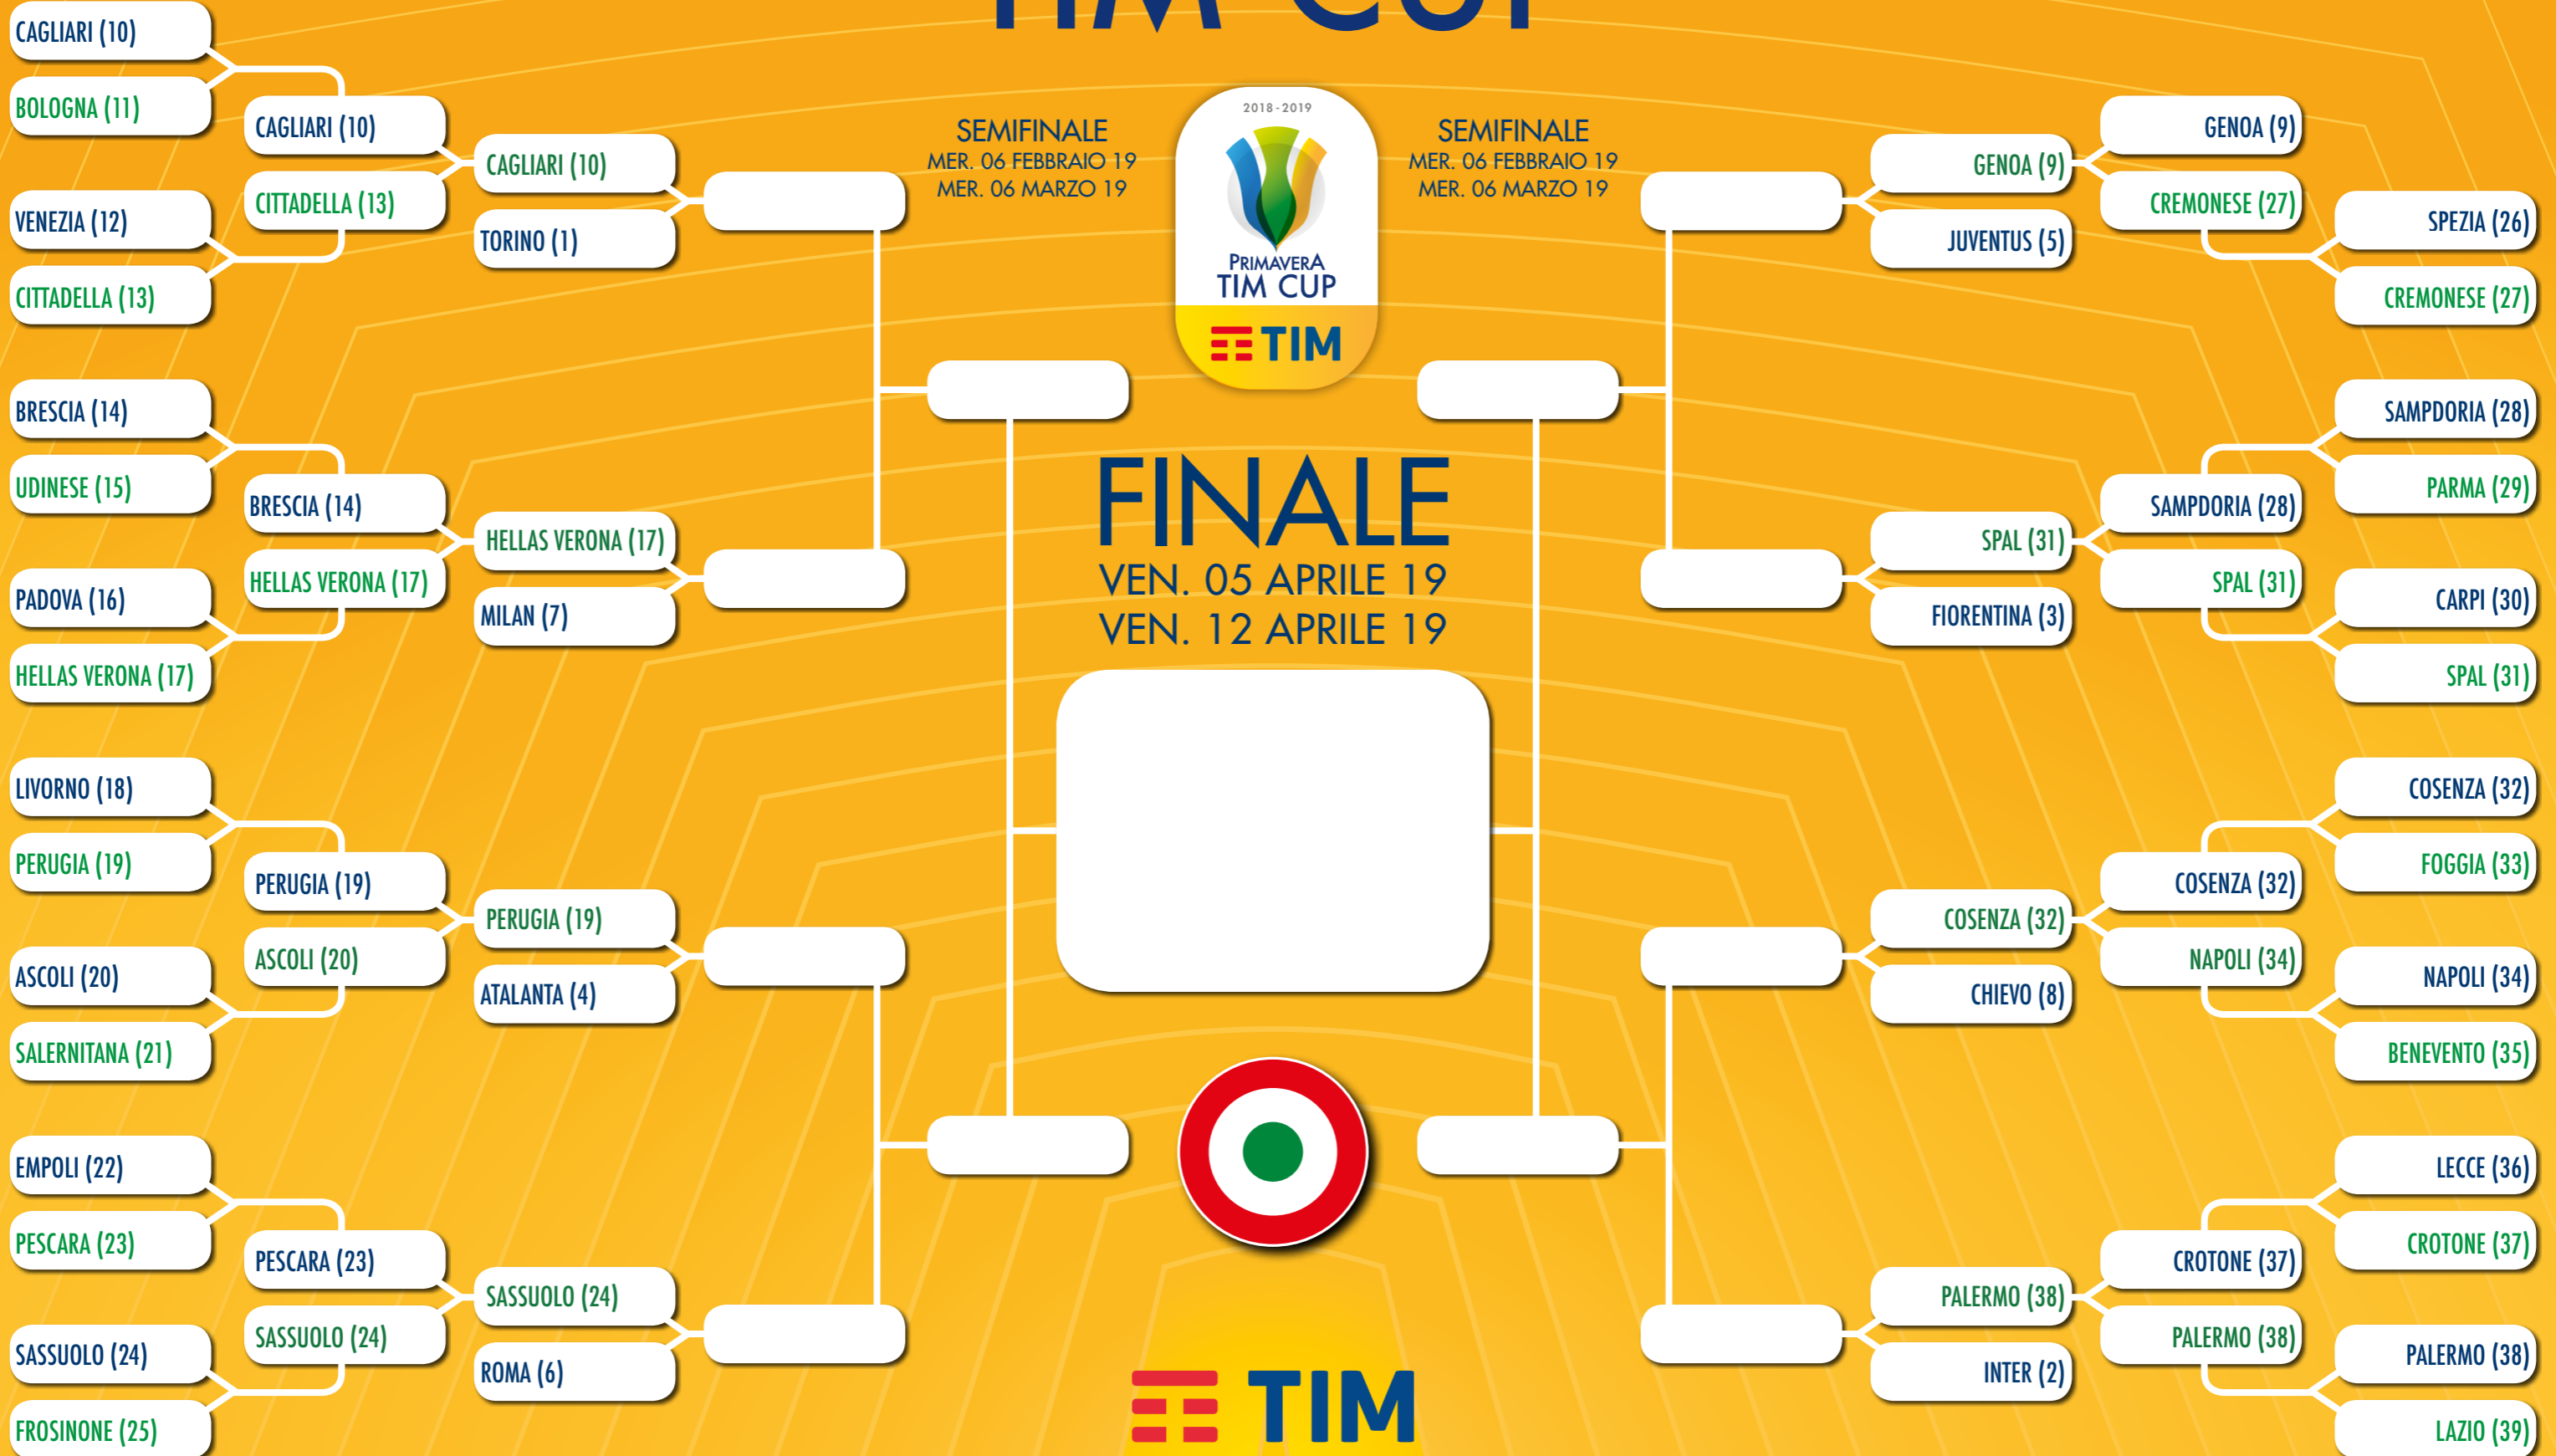 TIM CUP
CAGLIARI (10)
BOLOGNA (11)
VENEZIA (12)
CITTADELLA (13)
BRESCIA (14)
UDINESE (15)
PADOVA (16)
HELLAS VERONA (17)
LIVORNO (18)
PERUGIA (19)
ASCOLI (20)
SALERNITANA (21)
EMPOLI (22)
PESCARA (23)
SASSUOLO (24)
FROSINONE (25)
CAGLIARI (10)
CITTADELLA (13)
BRESCIA (14)
HELLAS VERONA (17)
PERUGIA (19)
ASCOLI (20)
PESCARA (23)
SASSUOLO (24)
CAGLIARI (10)
TORINO (1)
HELLAS VERONA (17)
MILAN (7)
PERUGIA (19)
ATALANTA (4)
SASSUOLO (24)
ROMA (6)
SEMIFINALE
MER. 06 FEBBRAIO 19
MER. 06 MARZO 19
2018-2019
PRIMAVERA
TIM CUP
TIM
SEMIFINALE
MER. 06 FEBBRAIO 19
MER. 06 MARZO 19
FINALE
VEN. 05 APRILE 19
VEN. 12 APRILE 19
TIM
GENOA (9)
JUVENTUS (5)
SPAL (31)
FIORENTINA (3)
COSENZA (32)
CHIEVO (8)
PALERMO (38)
INTER (2)
GENOA (9)
CREMONESE (27)
SAMPDORIA (28)
SPAL (31)
COSENZA (32)
NAPOLI (34)
CROTONE (37)
PALERMO (38)
SPEZIA (26)
CREMONESE (27)
SAMPDORIA (28)
PARMA (29)
CARPI (30)
SPAL (31)
COSENZA (32)
FOGGIA (33)
NAPOLI (34)
BENEVENTO (35)
LECCE (36)
CROTONE (37)
PALERMO (38)
LAZIO (39)